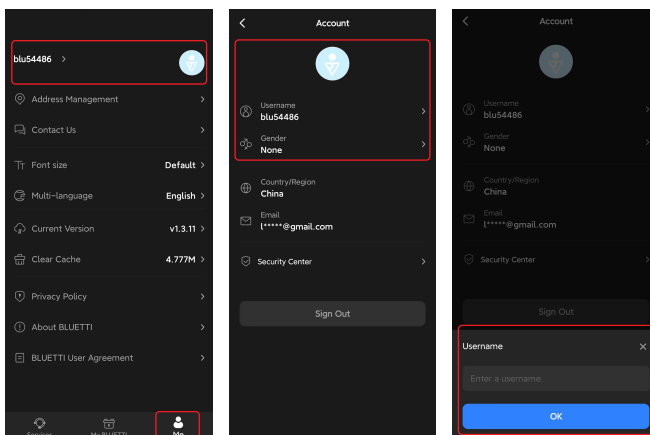 blu54486
Address Management
Contact Us
Font size Default
Multi-language English
Current Version v1.3.11
Clear Cache 4.777M
Privacy Policy
About BLUETTI
BLUETTI User Agreement
Services My BLUETTI Me
Account
Username
blu54486
Gender
None
Country/Region
China
Email
l*****@gmail.com
Security Center
Sign Out
Account
Username
blu54486
Gender
None
Country/Region
China
Email
l*****@gmail.com
Security Center
Sign Out
Username
Enter a username.
OK